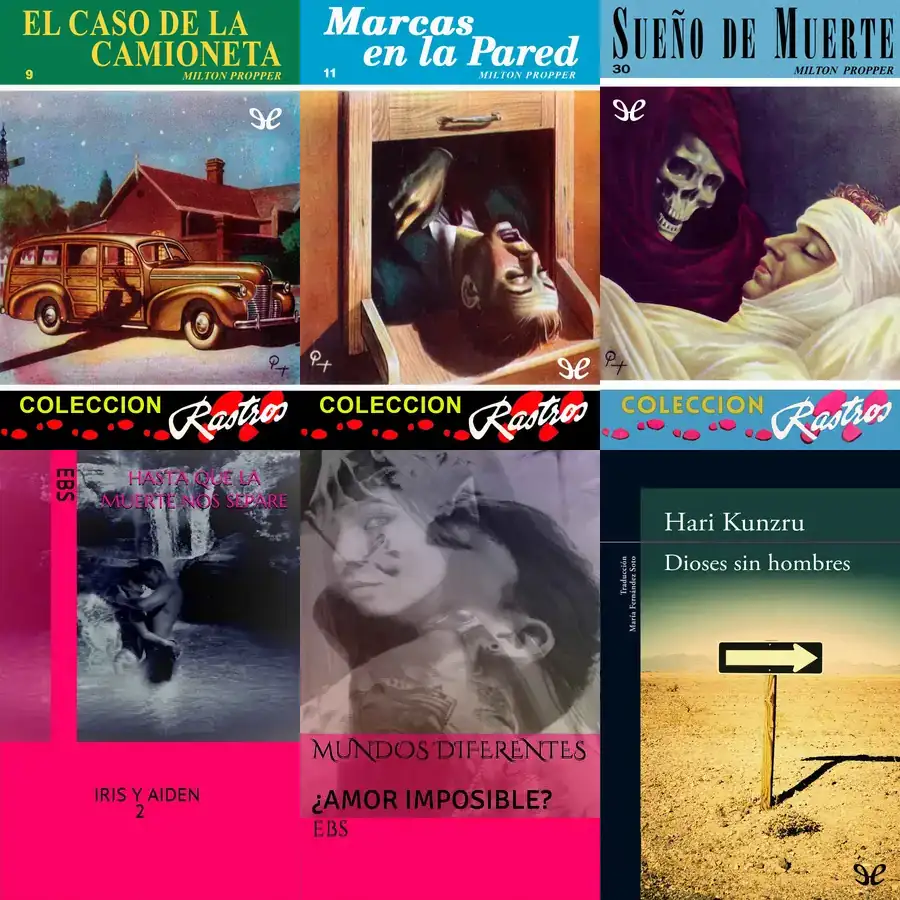 EL CASO DE LA
CAMIONETA
9
MILTON PROPPER
COLECCION Rastros
Marcas
en la Pared
11
MILTON PROPPER
COLECCION Rastros
SUEÑO DE MUERTE
30
MILTON PROPPER
COLECCION Rastros
EBS
HASTA QUE LA
MUERTE NOS SEPARE
IRIS Y AIDEN
2
MUNDOS DIFERENTES
¿AMOR IMPOSIBLE?
EBS
Hari Kunzru
Dioses sin hombres
Traducción
María Fernández Soto